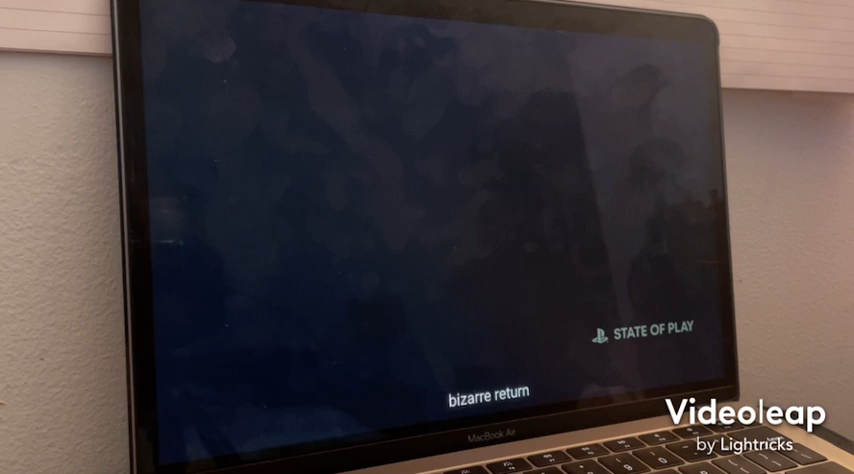 STATE OF PLAY
bizarre return
MacBook Air
Videoleap
by Lightricks